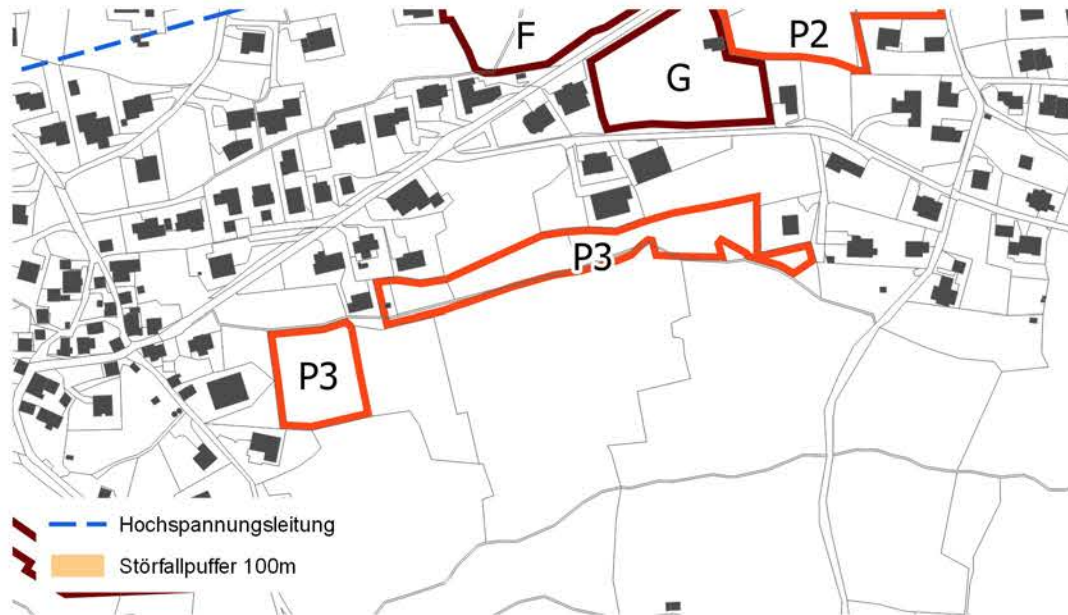 F
P2
G
P3
P3
Hochspannungsleitung
Störfallpuffer 100m